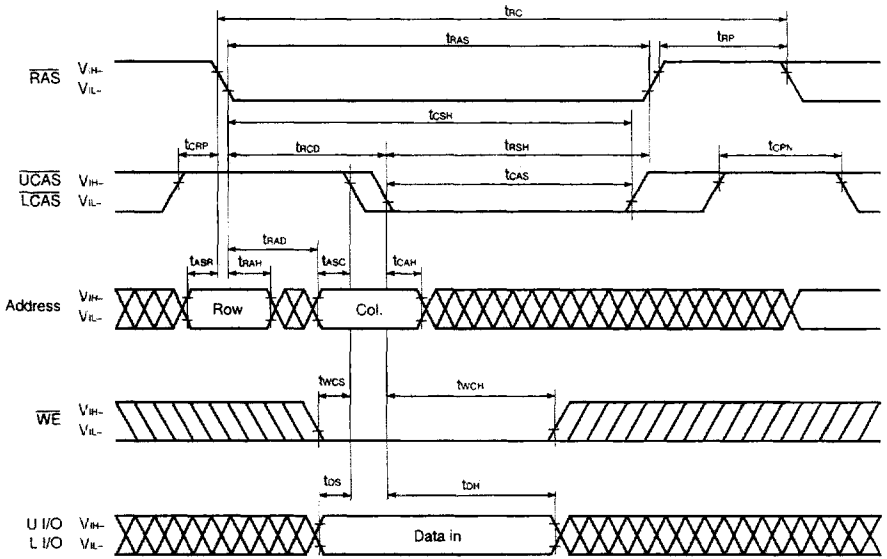 tRC
tRAS
tRP
RAS VIH–
VIL–
tCSH
tCRP
tRCD
tRSH
tCPN
tCAS
UCAS VIH–
LCAS VIL–
tRAD
tASR
tRAH
tASC
tCAH
Address VIH–
VIL–
Row
Col.
tWCS
tWCH
WE VIH–
VIL–
tDS
tDH
U I/O VIH–
L I/O VIL–
Data in